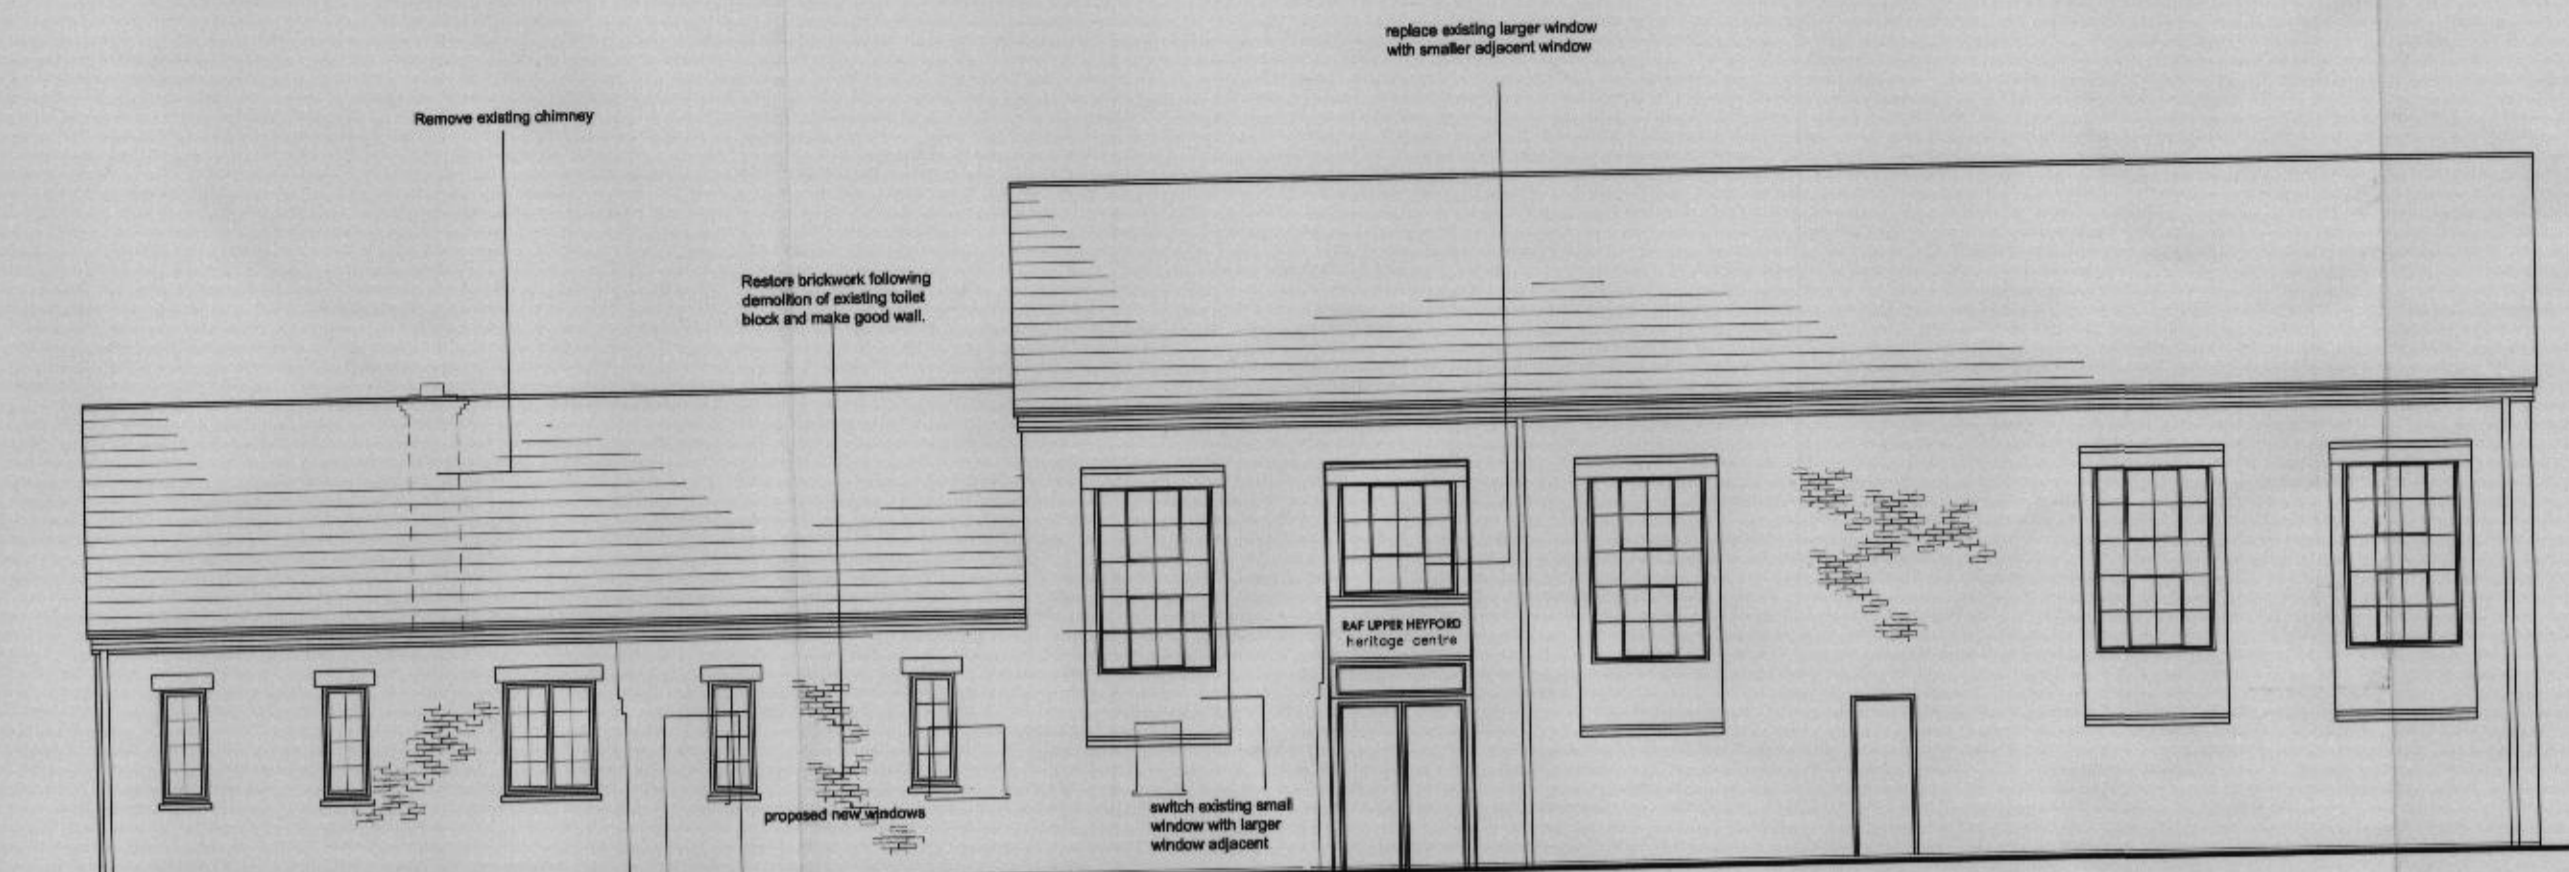 replace existing larger window
with smaller adjacent window
Remove existing chimney
Restore brickwork following
demolition of existing toilet
block and make good wall.
RAF UPPER HEYFORD
heritage centre
proposed new windows
switch existing small
window with larger
window adjacent